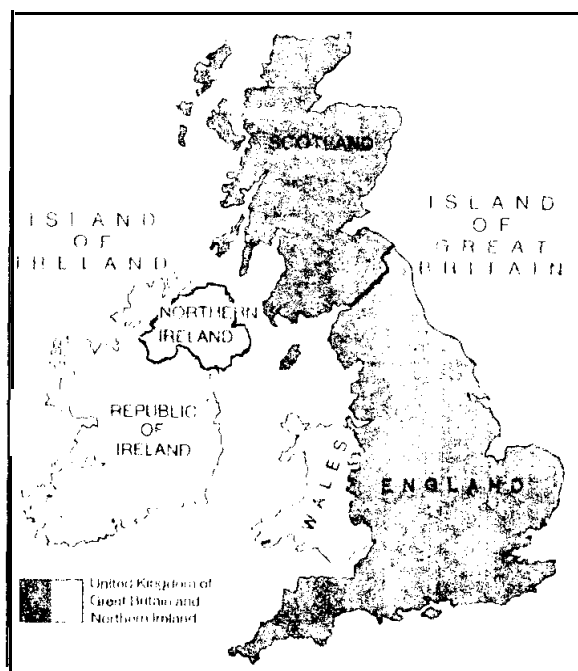 SCOTLAND
ISLAND
OF
IRELAND
ISLAND
OF
GREAT
BRITAIN
NORTHERN
IRELAND
REPUBLIC
OF
IRELAND
WALES
ENGLAND
United Kingdom of
Great Britain and
Northern Ireland